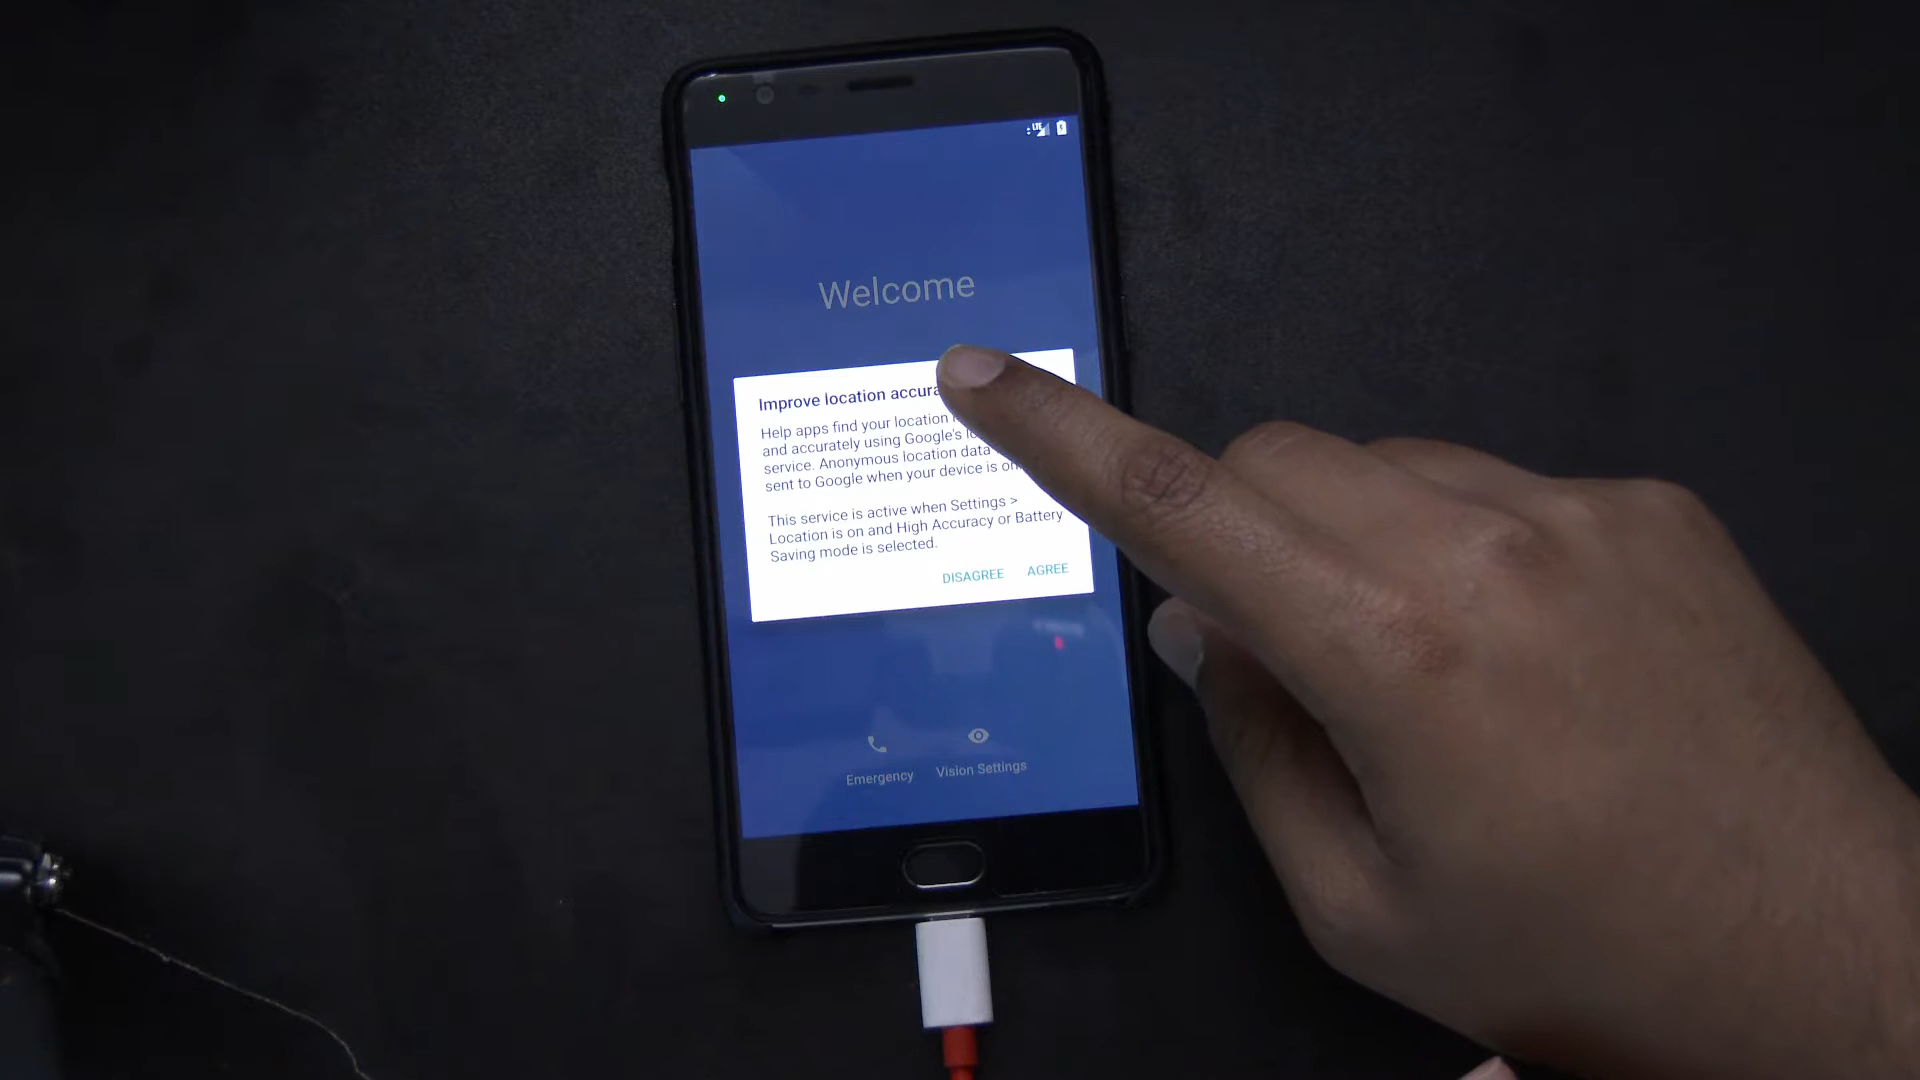 LTE
Welcome
Improve location
Help apps find your location
and accurately using Google's
service. Anonymous location data
sent to Google when your device is
This service is active when Settings >
Location is on and High Accuracy or Battery
Saving mode is selected.
DISAGREE AGREE
Emergency Vision Settings